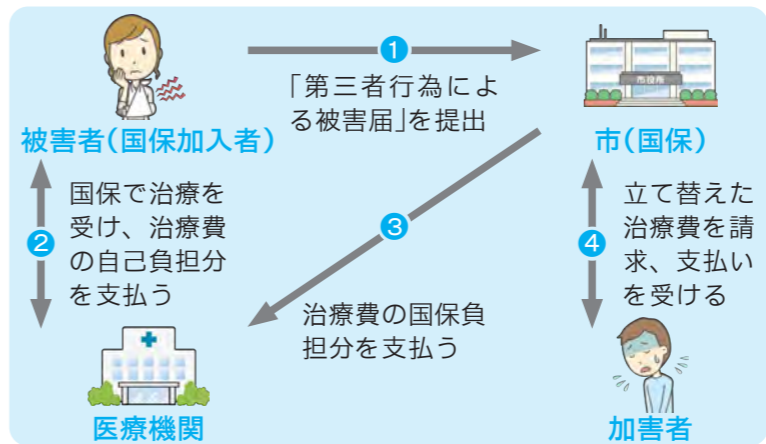 1
「第三者行為によ
る被害届」を提出
市役所
被害者(国保加入者)
市(国保)
2
国保で治療を
受け、治療費
の自己負担分
を支払う
3
治療費の国保負
担分を支払う
4
立て替えた
治療費を請
求、支払い
を受ける
医療機関
加害者